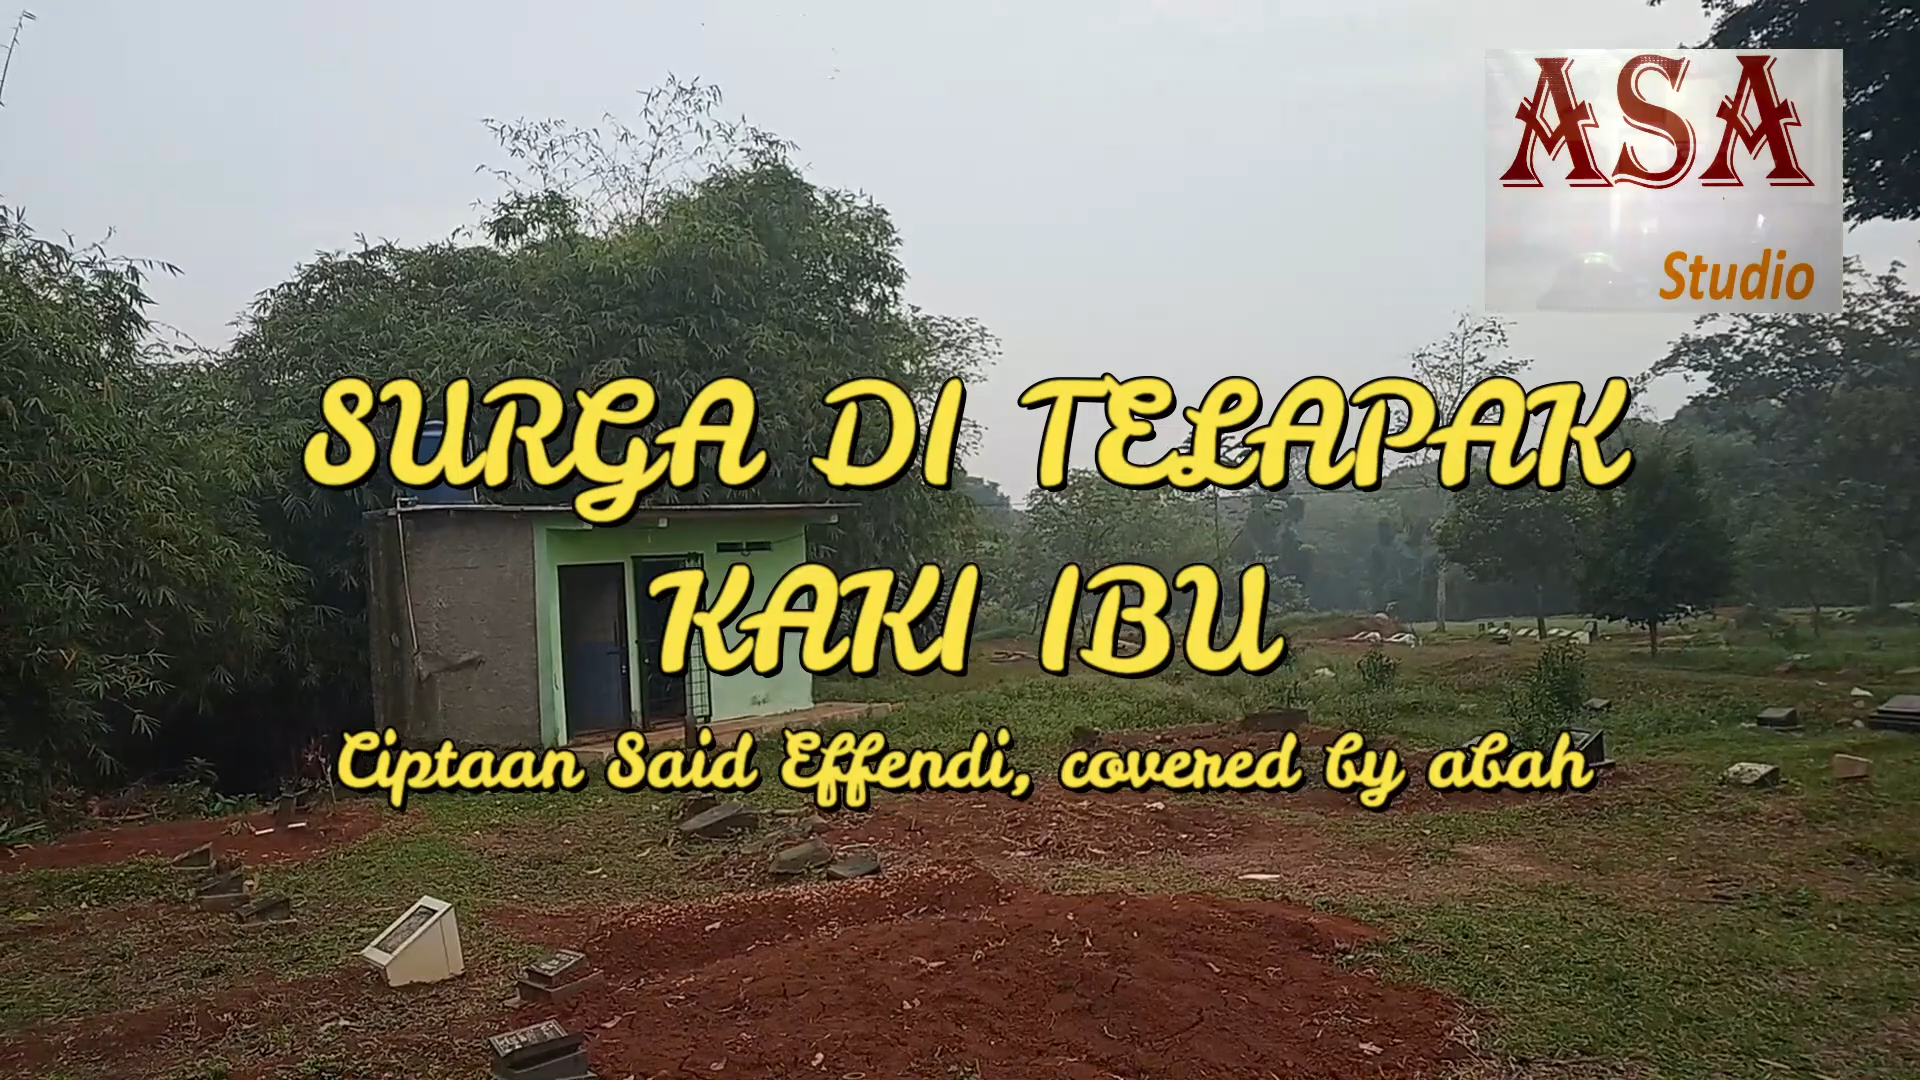 ASA
Studio
SURGA DI TELAPAK
KAKI IBU
Ciptaan Said Effendi, covered by abah